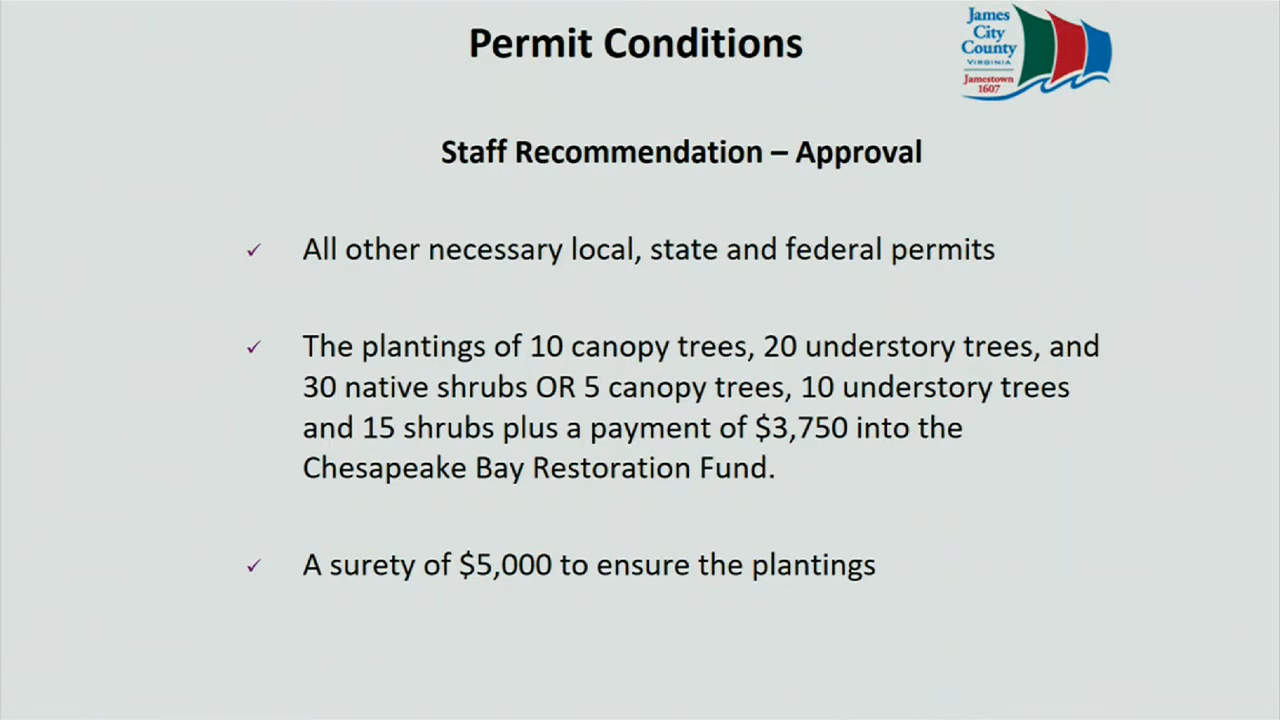 Permit Conditions
James
City
County
VIRGINIA
Jamestown
1607
Staff Recommendation – Approval
✓ All other necessary local, state and federal permits
✓ The plantings of 10 canopy trees, 20 understory trees, and
30 native shrubs OR 5 canopy trees, 10 understory trees
and 15 shrubs plus a payment of $3,750 into the
Chesapeake Bay Restoration Fund.
✓ A surety of $5,000 to ensure the plantings